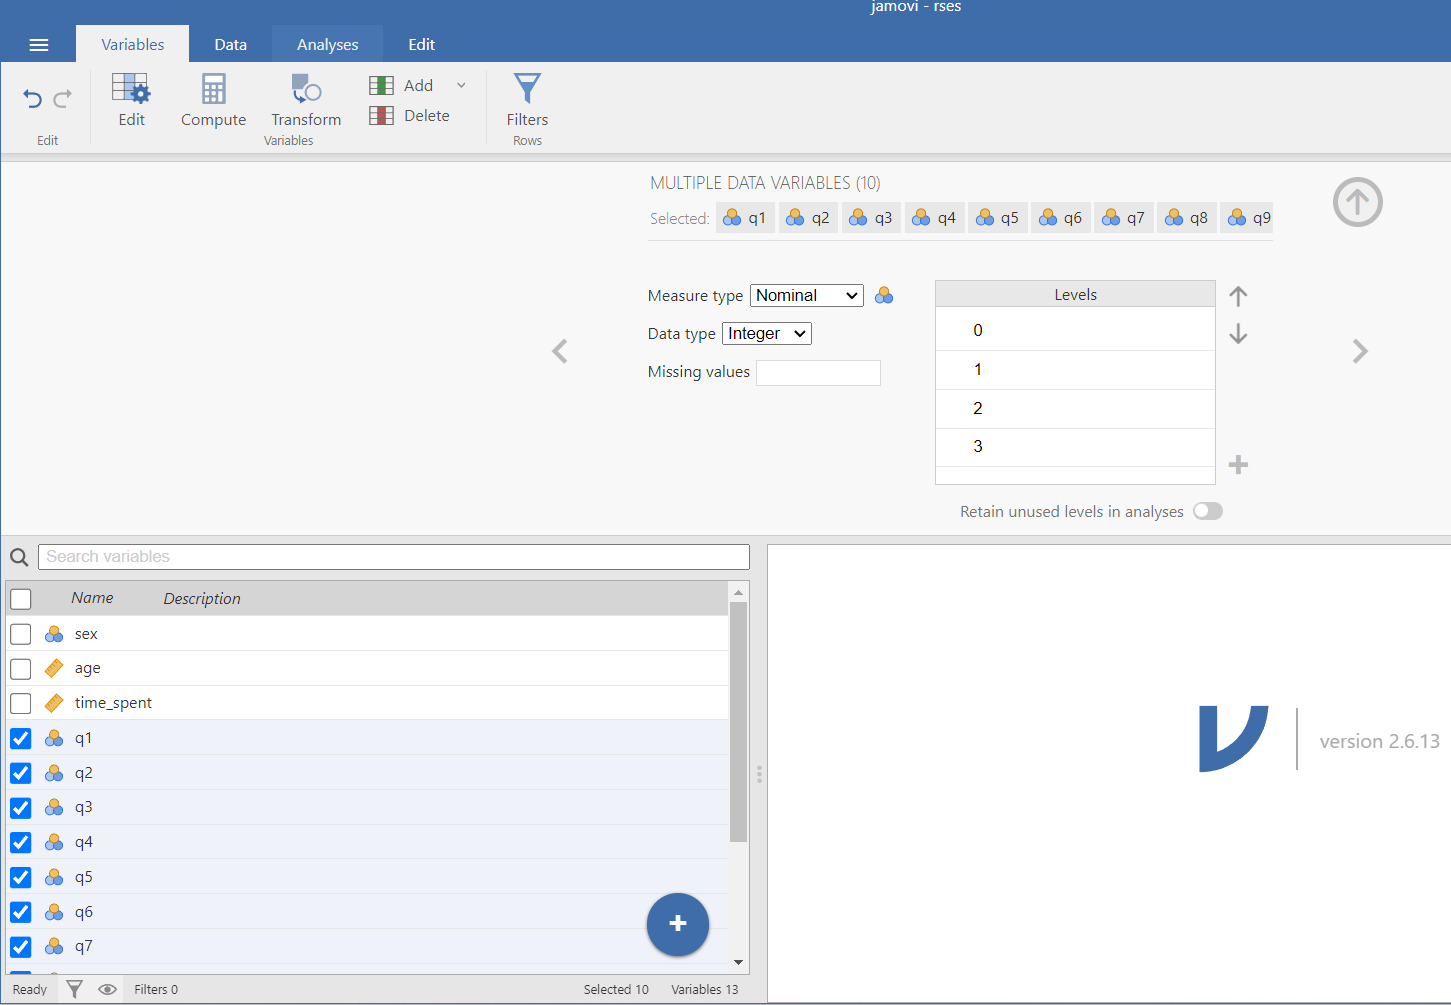 jamovi - rses
Variables Data Analyses Edit
Edit Compute Transform Add Delete Filters
Edit Variables Rows
MULTIPLE DATA VARIABLES (10)
Selected: q1 q2 q3 q4 q5 q6 q7 q8 q9
Measure type Nominal
Data type Integer
Missing values
Levels
0
1
2
3
Retain unused levels in analyses
Search variables
Name Description
sex
age
time_spent
q1
q2
q3
q4
q5
q6
q7
+
version 2.6.13
Ready Filters 0 Selected 10 Variables 13